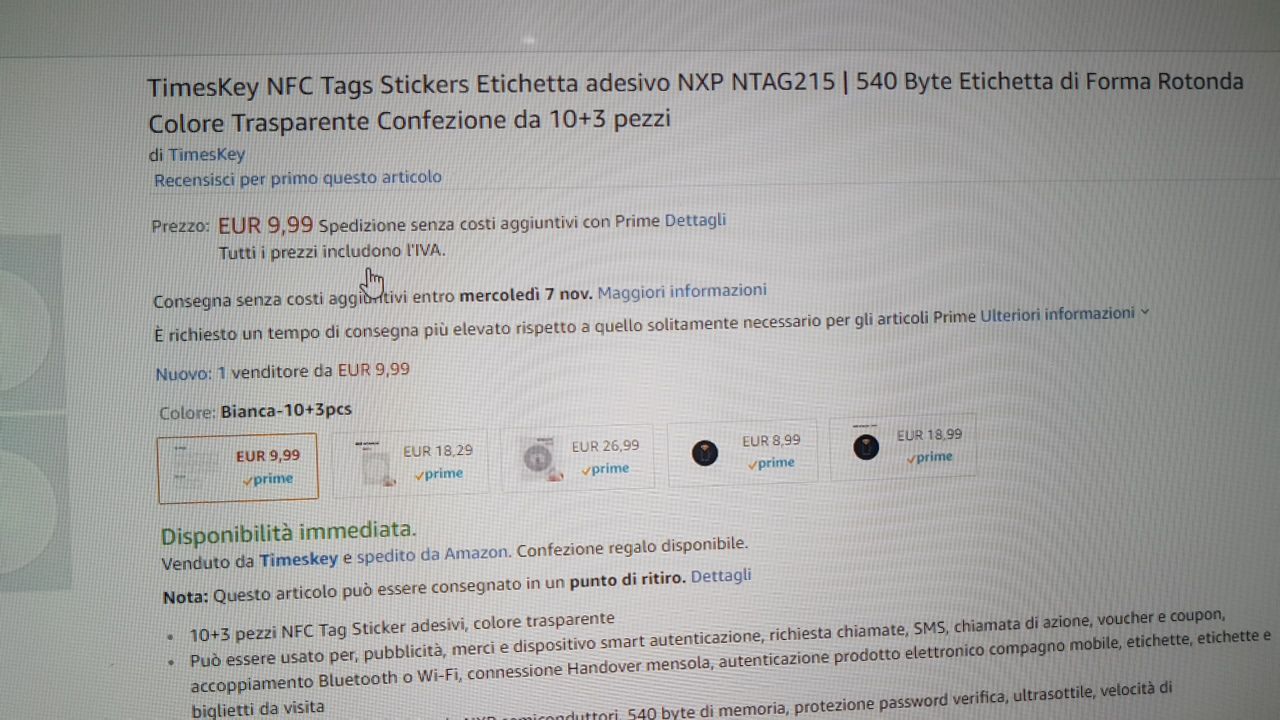 TimesKey NFC Tags Stickers Etichetta adesivo NXP NTAG215 | 540 Byte Etichetta di Forma Rotonda
Colore Trasparente Confezione da 10+3 pezzi
di TimesKey
Recensisci per primo questo articolo
Prezzo: EUR 9,99 Spedizione senza costi aggiuntivi con Prime Dettagli
Tutti i prezzi includono l'IVA.
Consegna senza costi aggiuntivi entro mercoledì 7 nov. Maggiori informazioni
È richiesto un tempo di consegna più elevato rispetto a quello solitamente necessario per gli articoli Prime Ulteriori informazioni
Nuovo: 1 venditore da EUR 9,99
Colore: Bianca-10+3pcs
EUR 9,99 EUR 18,29 EUR 26,99 EUR 8,99 EUR 18,99
prime prime prime prime prime
Disponibilità immediata.
Venduto da Timeskey e spedito da Amazon. Confezione regalo disponibile.
Nota: Questo articolo può essere consegnato in un punto di ritiro. Dettagli
10+3 pezzi NFC Tag Sticker adesivi, colore trasparente
Può essere usato per, pubblicità, merci e dispositivo smart autenticazione, richiesta chiamate, SMS, chiamata di azione, voucher e coupon,
accoppiamento Bluetooth o Wi-Fi, connessione Handover mensola, autenticazione prodotto elettronico compagno mobile, etichette, etichette e
biglietti da visita
NXP semiconduttori, 540 byte di memoria, protezione password verifica, ultrasottile, velocità di